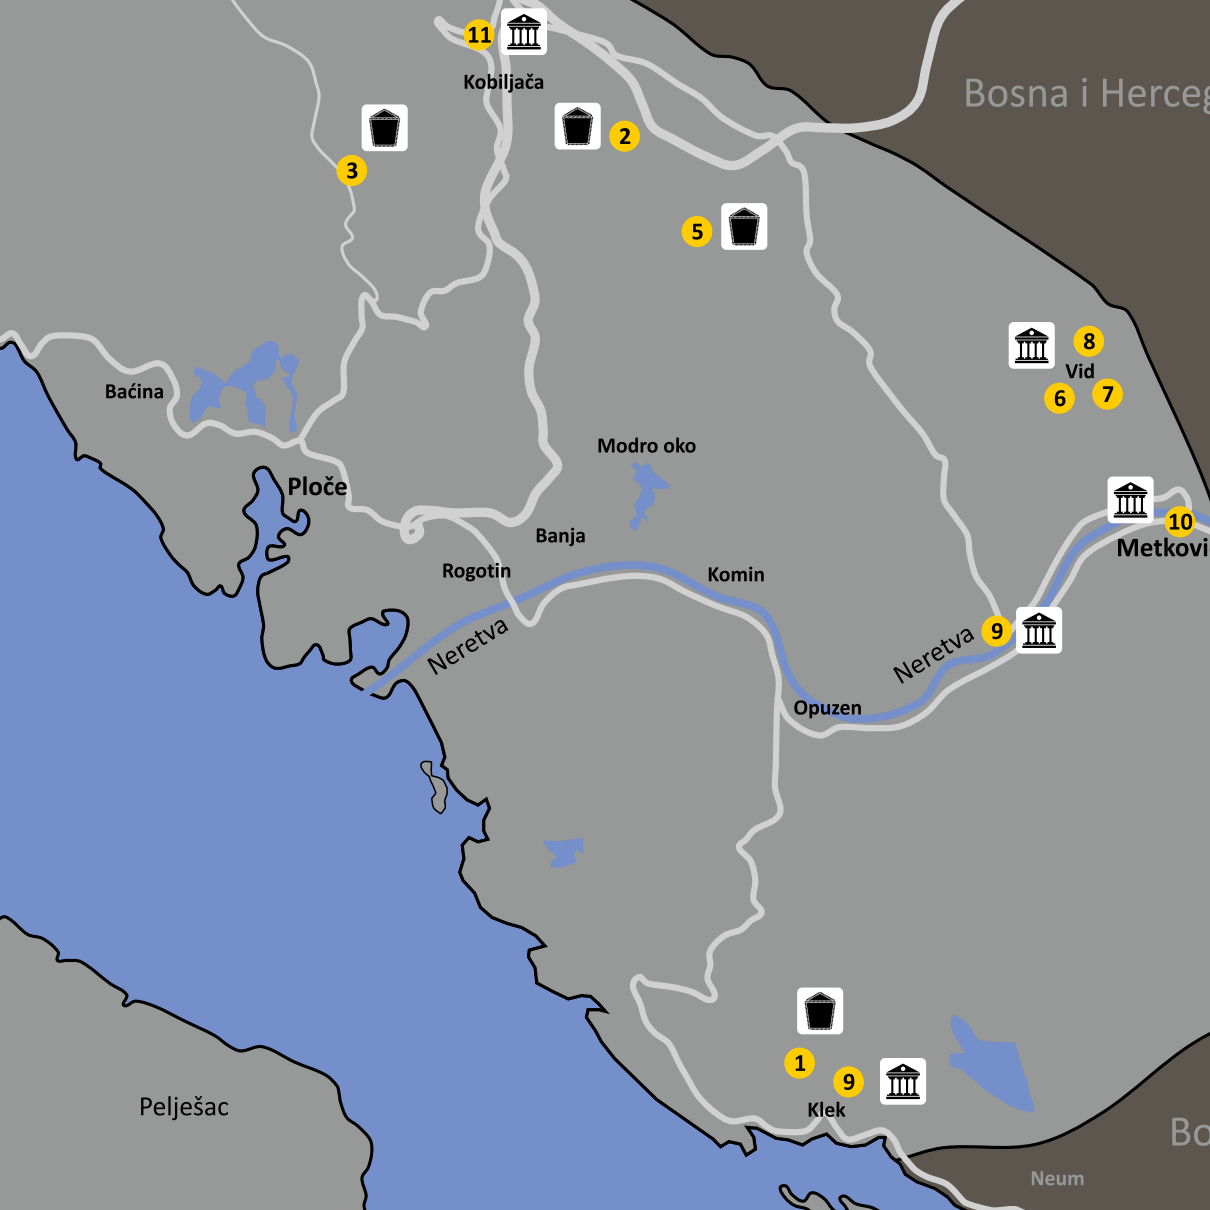 11
Kobiljača
Bosna i Herceg
2
3
5
8
Vid
6
7
Baćina
Modro oko
Ploče
10
Banja
Metkovi
Rogotin
Komin
Neretva
9
Neretva
Opuzen
1
9
Klek
Pelješac
Bo
Neum